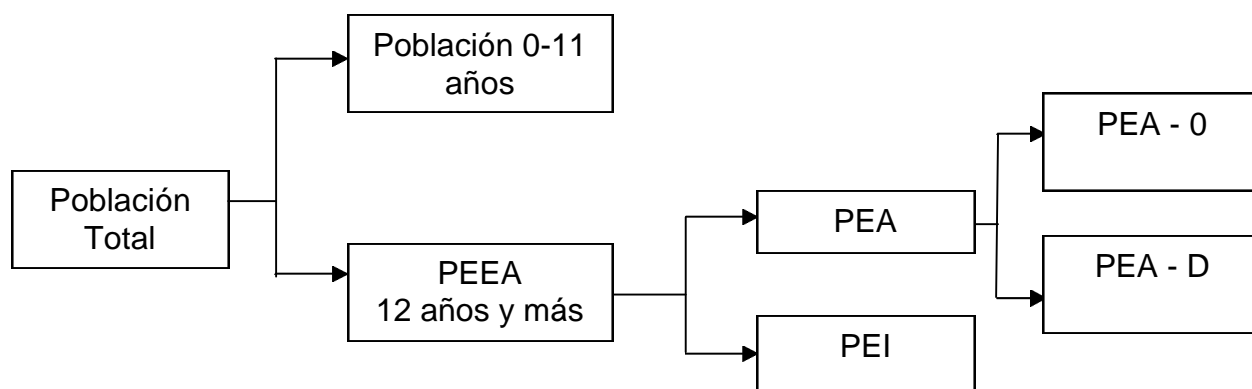 Población 0-11
años
PEA - 0
Población
Total
PEA
PEEA
12 años y más
PEA - D
PEI